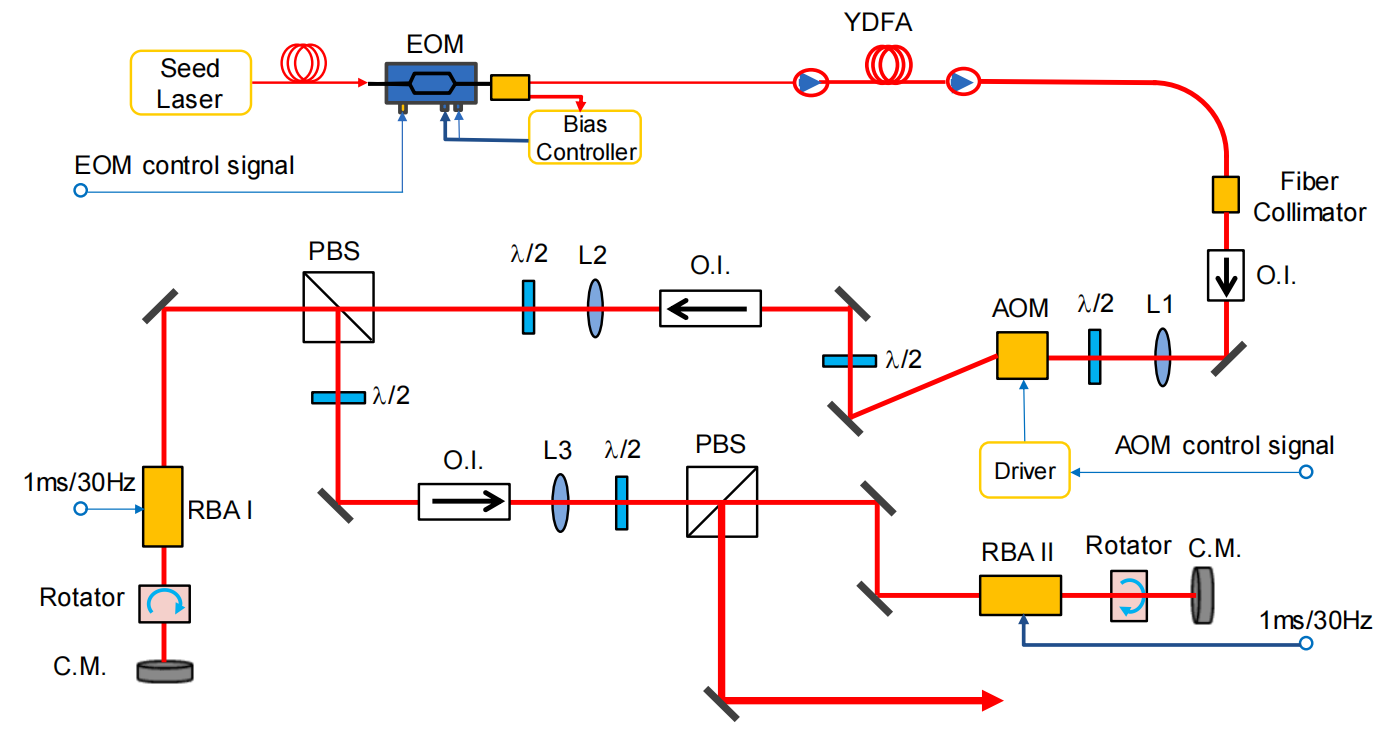 YDFA
EOM
Seed
Laser
Bias
Controller
EOM control signal
Fiber
Collimator
PBS
λ/2
L2
O.I.
O.I.
AOM
λ/2
L1
λ/2
λ/2
PBS
AOM control signal
O.I.
L3
λ/2
Driver
1ms/30Hz
RBA I
RBA II
Rotator
C.M.
Rotator
1ms/30Hz
C.M.